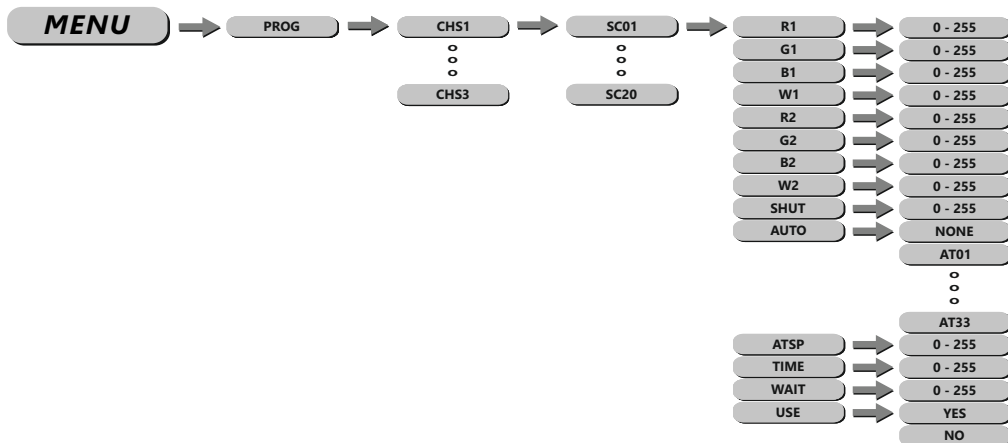 MENU PROG CHS1 SC01 R1 0 - 255
G1 0 - 255
B1 0 - 255
CHS3 SC20 W1 0 - 255
R2 0 - 255
G2 0 - 255
B2 0 - 255
W2 0 - 255
SHUT 0 - 255
AUTO NONE
AT01
AT33
ATSP 0 - 255
TIME 0 - 255
WAIT 0 - 255
USE YES
NO